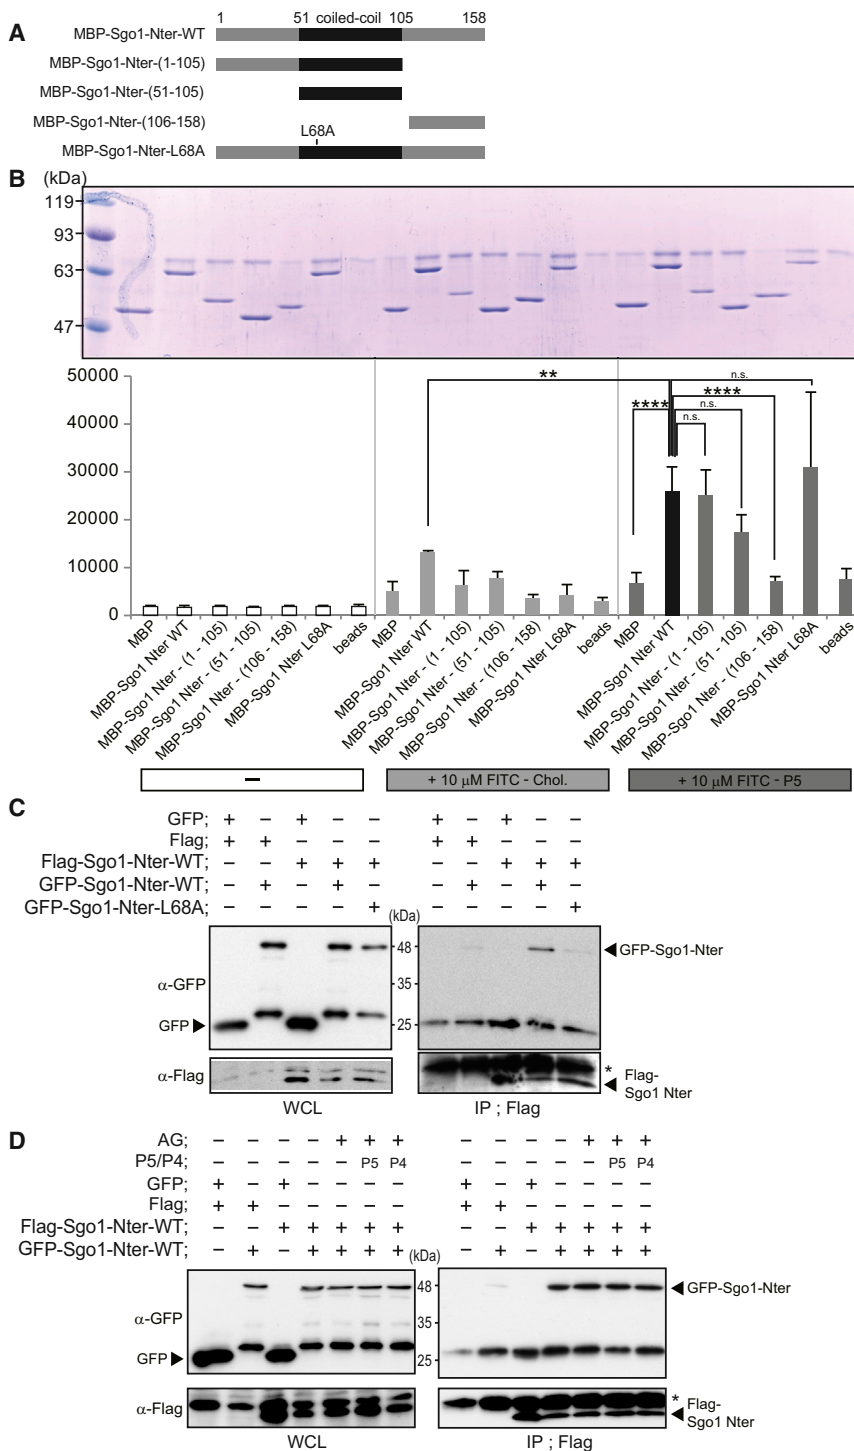 A
1 51 coiled-coil 105 158
MBP-Sgo1-Nter-WT
MBP-Sgo1-Nter-(1-105)
MBP-Sgo1-Nter-(51-105)
MBP-Sgo1-Nter-(106-158)
L68A
MBP-Sgo1-Nter-L68A
B (kDa)
119
93
63
47
50000
40000
30000
20000
10000
0
** n.s.
**** n.s. ****
n.s.
MBP
MBP-Sgo1 Nter WT
MBP-Sgo1 Nter - (1 - 105)
MBP-Sgo1 Nter - (51 - 105)
MBP-Sgo1 Nter - (106 - 158)
MBP-Sgo1 Nter L68A
beads
MBP
MBP-Sgo1 Nter WT
MBP-Sgo1 Nter - (1 - 105)
MBP-Sgo1 Nter - (51 - 105)
MBP-Sgo1 Nter - (106 - 158)
MBP-Sgo1 Nter L68A
beads
MBP
MBP-Sgo1 Nter WT
MBP-Sgo1 Nter - (1 - 105)
MBP-Sgo1 Nter - (51 - 105)
MBP-Sgo1 Nter - (106 - 158)
MBP-Sgo1 Nter L68A
beads
− + 10 μM FITC - Chol. + 10 μM FITC - P5
C
GFP; + − + − − + − + − −
Flag; + + − − − + + − − −
Flag-Sgo1-Nter-WT; − − + + + − − + + +
GFP-Sgo1-Nter-WT; − + − + − − + − + −
GFP-Sgo1-Nter-L68A; − − − − + − − − − +
(kDa)
48 GFP-Sgo1-Nter
α-GFP 35
GFP 25
α-Flag * Flag-
Sgo1 Nter
WCL IP ; Flag
D
AG; − − − − + + + − − − − + + +
P5/P4; − − − − − P5 P4 − − − − − P5 P4
GFP; + − + − − − − + − + − − − −
Flag; + + − − − − − + + − − − − −
Flag-Sgo1-Nter-WT; − − + + + + + − − + + + + +
GFP-Sgo1-Nter-WT; − + − + + + + − + − + + + +
(kDa)
48 GFP-Sgo1-Nter
α-GFP 35
GFP 25
α-Flag * Flag-
Sgo1 Nter
WCL IP ; Flag